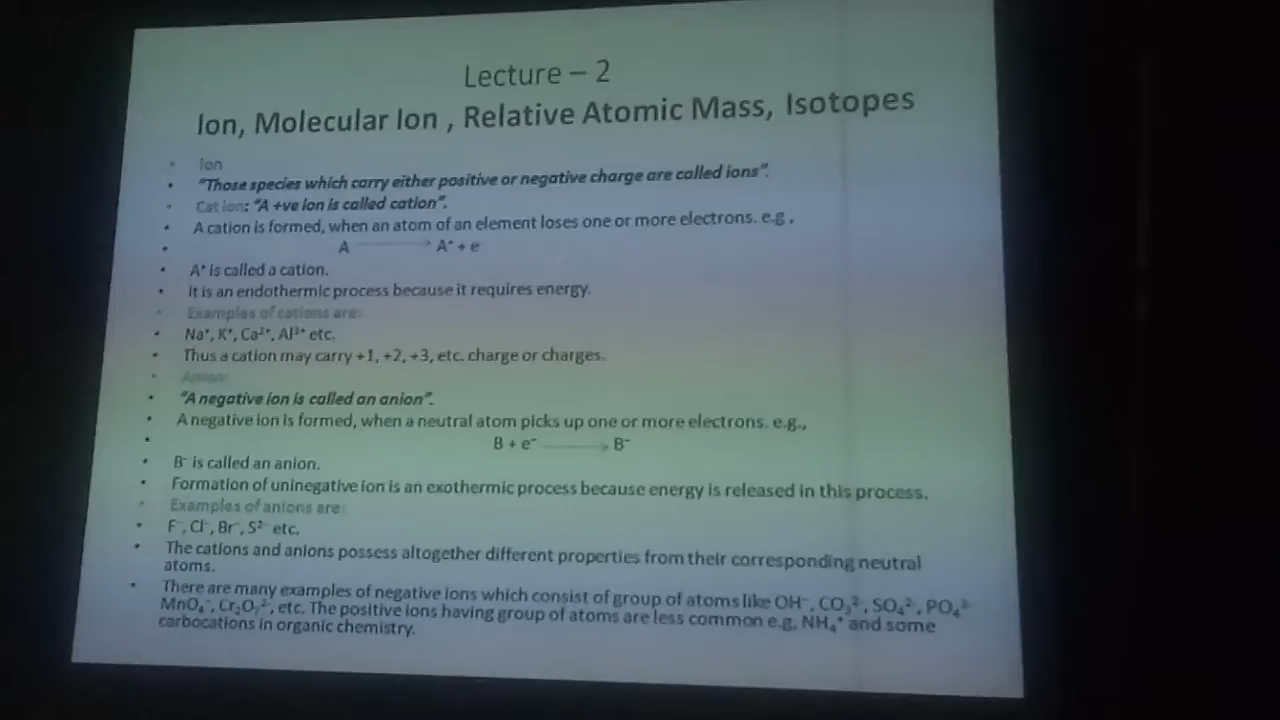 Lecture – 2
Ion, Molecular Ion , Relative Atomic Mass, Isotopes
• Ion
• "Those species which carry either positive or negative charge are called ions".
• Cat ion: "A +ve ion is called cation".
• A cation is formed, when an atom of an element loses one or more electrons. e.g ,
• A ⟶ A⁺ + e
• A⁺ is called a cation.
• It is an endothermic process because it requires energy.
• Examples of cations are:
• Na⁺, K⁺, Ca²⁺, Al³⁺ etc.
• Thus a cation may carry +1, +2, +3, etc. charge or charges.
• Anion:
• "A negative ion is called an anion".
• A negative ion is formed, when a neutral atom picks up one or more electrons. e.g.,
• B + e⁻ ⟶ B⁻
• B⁻ is called an anion.
• Formation of uninegative ion is an exothermic process because energy is released in this process.
• Examples of anions are:
• F⁻, Cl⁻, Br⁻, S²⁻ etc.
• The cations and anions possess altogether different properties from their corresponding neutral
atoms.
• There are many examples of negative ions which consist of group of atoms like OH⁻, CO₃²⁻, SO₄²⁻, PO₄³⁻
MnO₄⁻, Cr₂O₇²⁻, etc. The positive ions having group of atoms are less common e.g. NH₄⁺ and some
carbocations in organic chemistry.